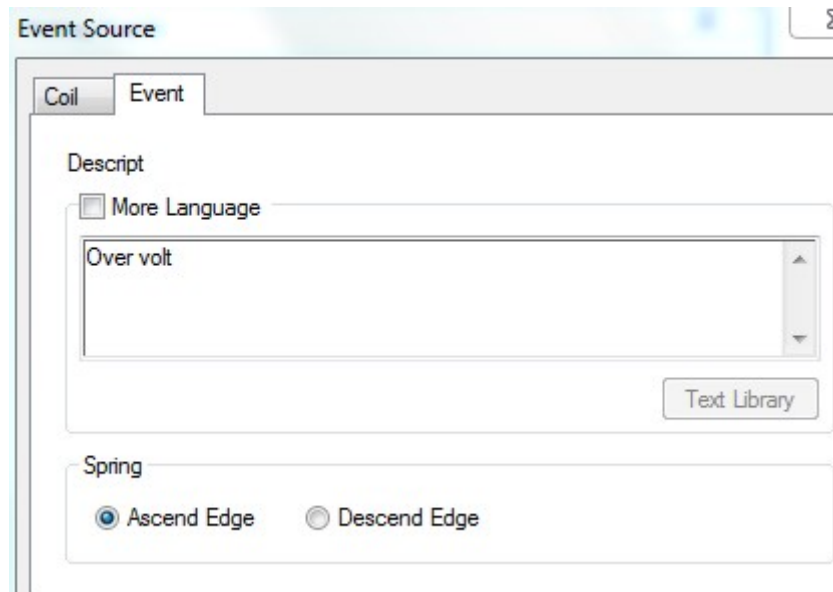 Event Source
Coil Event
Descript
More Language
Over volt
Text Library
Spring
Ascend Edge Descend Edge